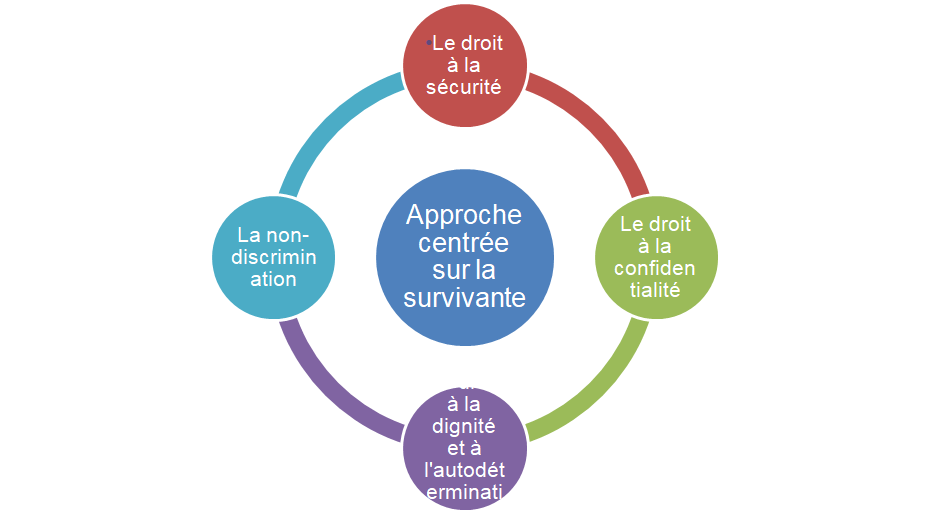 •Le droit
à la
sécurité
Approche
centrée
sur la
survivante
Le droit
à la
confiden
tialité
La non-
discrimin
ation
à la
dignité
et à
l'autodét
erminati